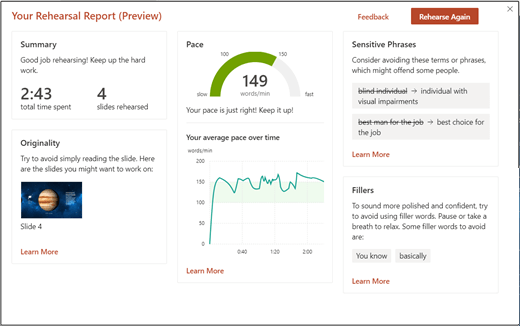 Your Rehearsal Report (Preview)
Feedback
Rehearse Again
Summary
Good job rehearsing! Keep up the hard
work.
2:43
total time spent
4
slides rehearsed
Originality
Try to avoid simply reading the slide. Here
are the slides you might want to work on:
Slide 4
Learn More
Pace
100
150
149
words/min
slow
fast
Your pace is just right! Keep it up!
Your average pace over time
words/min
200
150
100
50
0
0:40
1:20
2:00
Learn More
Sensitive Phrases
Consider avoiding these terms or phrases,
which might offend some people.
blind individual → individual with
visual impairments
best man for the job → best choice for
the job
Learn More
Fillers
To sound more polished and confident, try
to avoid using filler words. Pause or take a
breath to relax. Some filler words to avoid
are:
You know
basically
Learn More